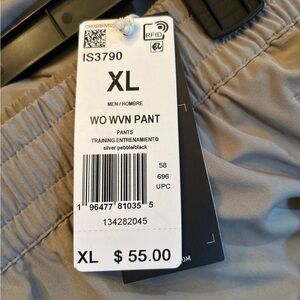 IS3790
RFID
XL
MEN / HOMBRE
WO WVN PANT
PANTS
TRAINING ENTRENAMIENTO
silver pebble/black
58
696
UPC
1 96477 81035 5
134282045
XL $ 55.00